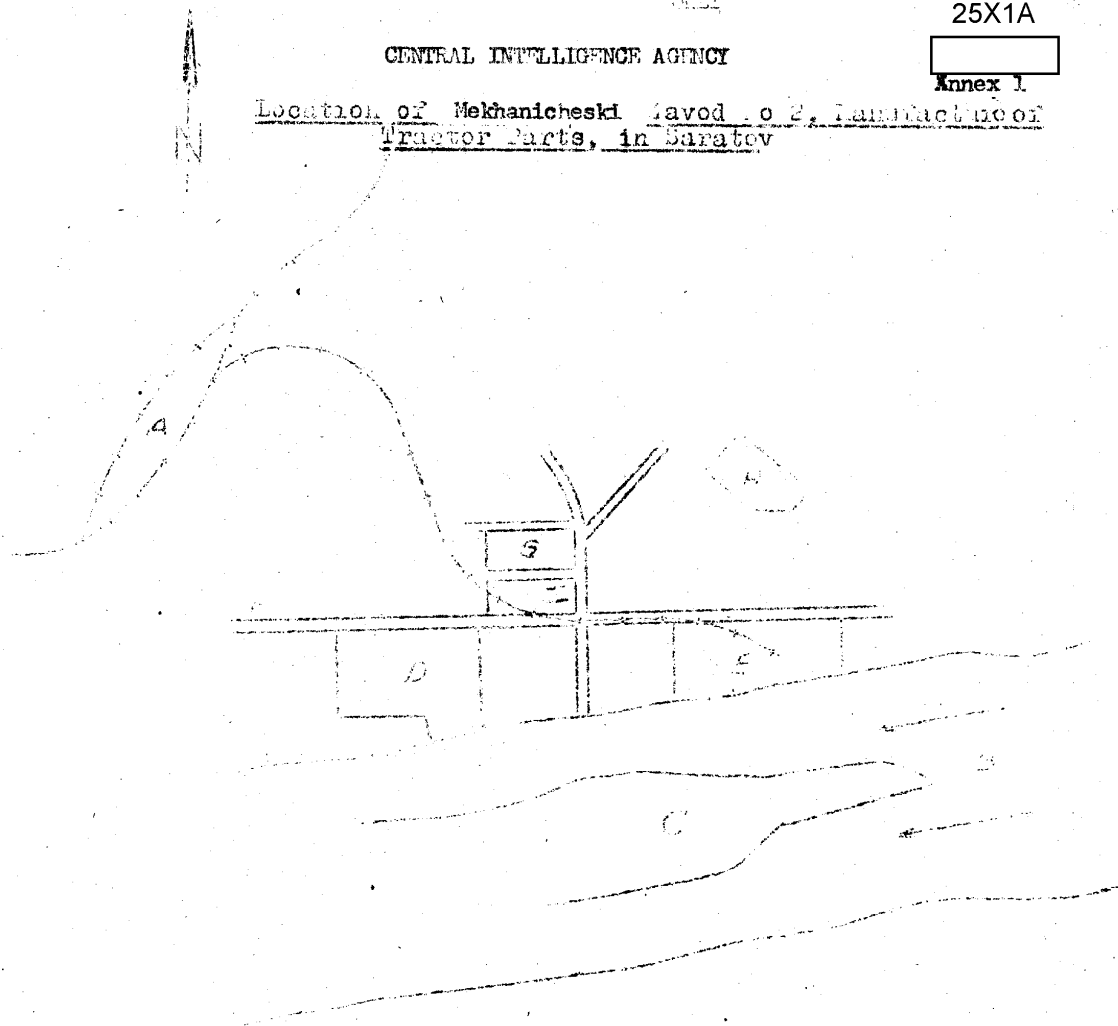 25X1A
CENTRAL INTELLIGENCE AGENCY
Annex 1
Location of Mekhanicheski
Tractor Parts, in Saratov
N
A
H
G
D
C